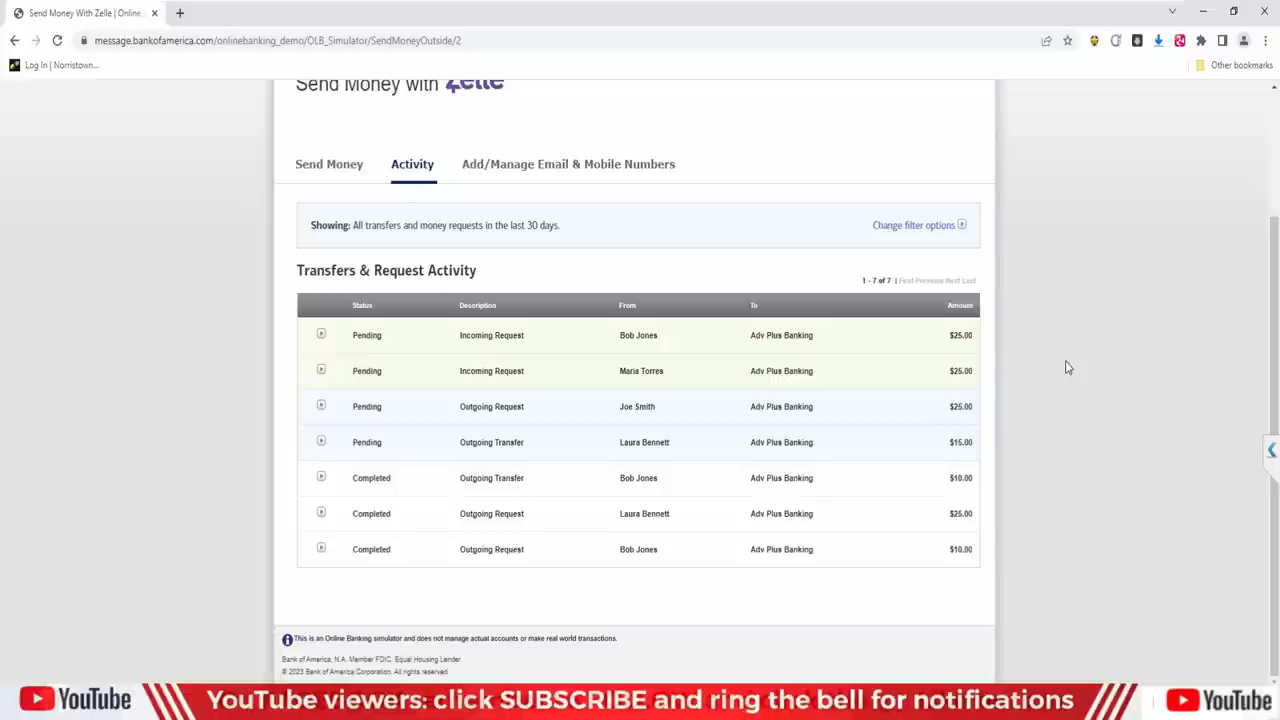 Send Money With Zelle | Online
message.bankofamerica.com/onlinebanking_demo/OLB_Simulator/SendMoneyOutside/2
Log In | Norristown...
Other bookmarks
Send Money with Zelle
Send Money Activity Add/Manage Email & Mobile Numbers
Showing: All transfers and money requests in the last 30 days.
Change filter options
Transfers & Request Activity
1 - 7 of 7 | First Previous Next Last
Status Description From To Amount
Pending Incoming Request Bob Jones Adv Plus Banking $25.00
Pending Incoming Request Maria Torres Adv Plus Banking $25.00
Pending Outgoing Request Joe Smith Adv Plus Banking $25.00
Pending Outgoing Transfer Laura Bennett Adv Plus Banking $15.00
Completed Outgoing Transfer Bob Jones Adv Plus Banking $10.00
Completed Outgoing Request Laura Bennett Adv Plus Banking $25.00
Completed Outgoing Request Bob Jones Adv Plus Banking $10.00
This is an Online Banking simulator and does not manage actual accounts or make real world transactions.
Bank of America, N.A. Member FDIC. Equal Housing Lender
© 2023 Bank of America Corporation. All rights reserved.
YouTube YouTube viewers: click SUBSCRIBE and ring the bell for notifications YouTube